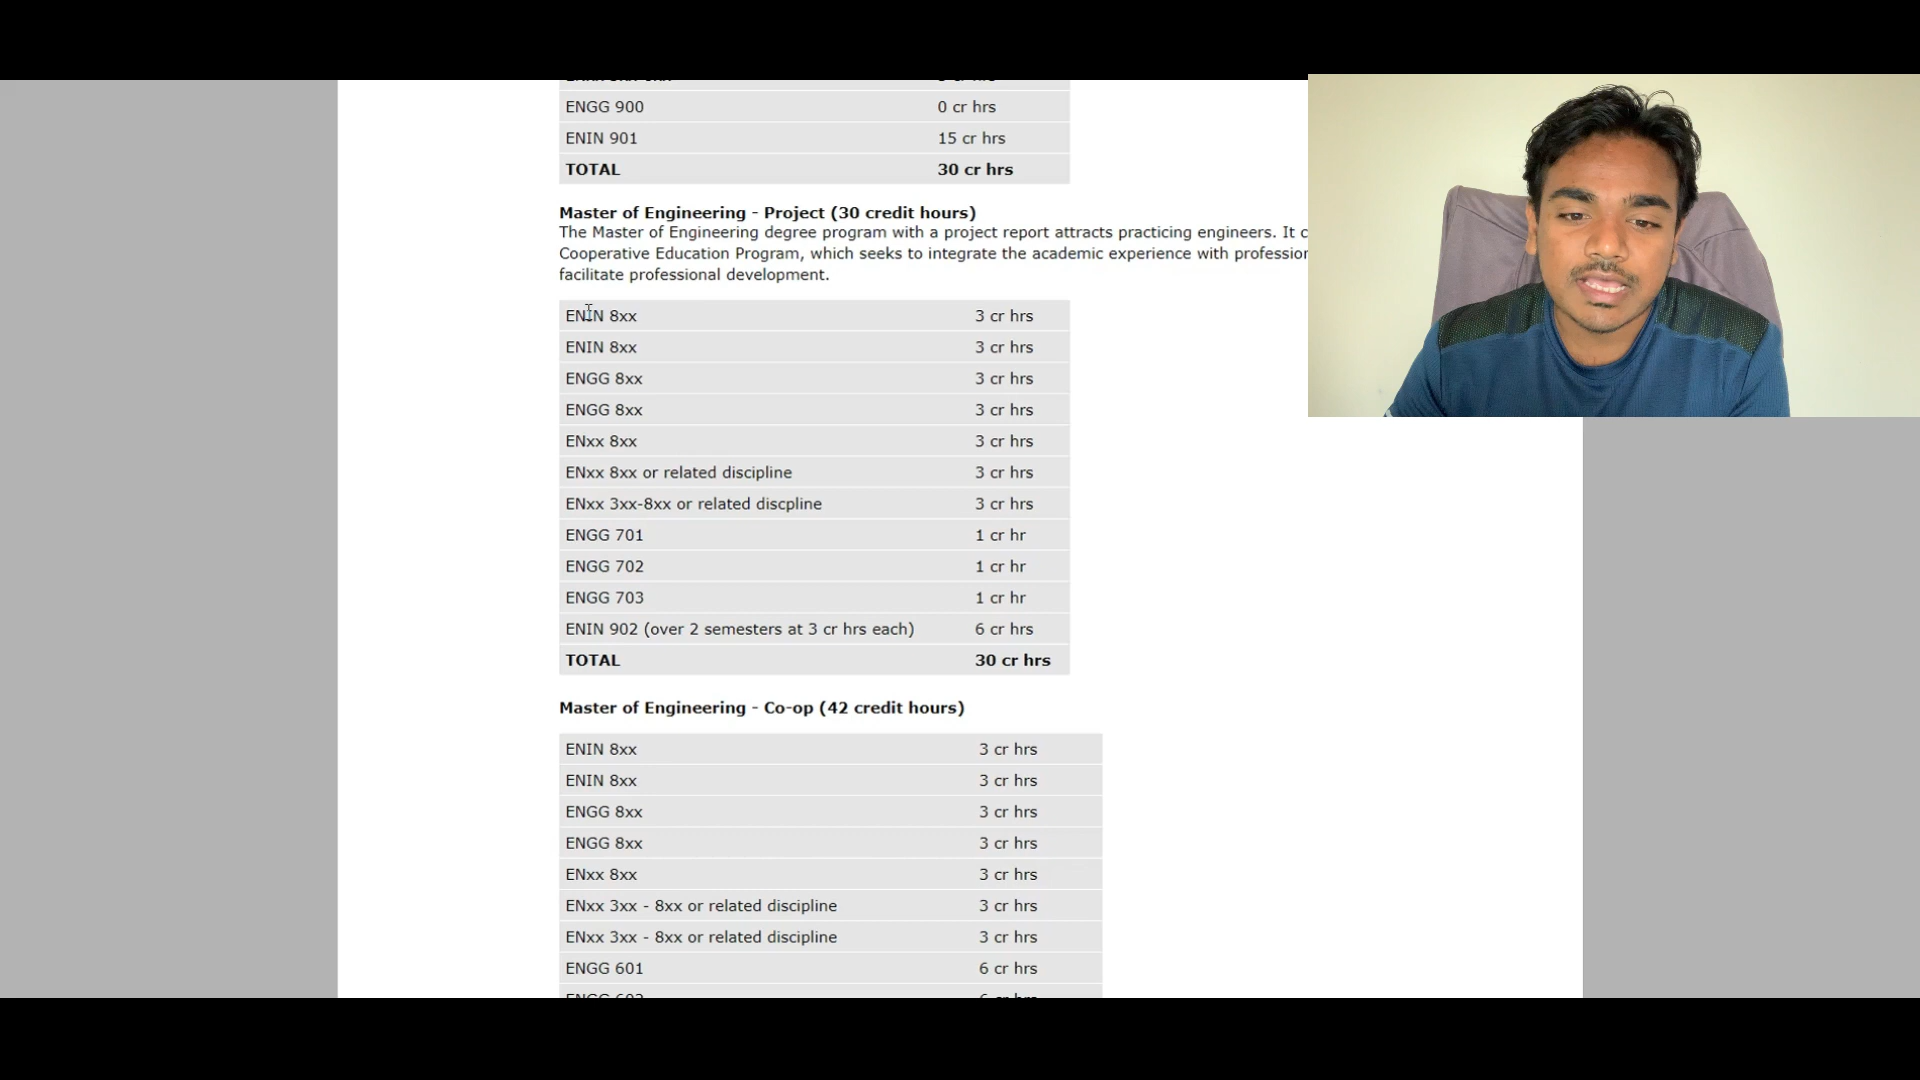 ENGG 900 0 cr hrs
ENIN 901 15 cr hrs
TOTAL 30 cr hrs
Master of Engineering - Project (30 credit hours)
The Master of Engineering degree program with a project report attracts practicing engineers. It c
Cooperative Education Program, which seeks to integrate the academic experience with profession
facilitate professional development.
ENIN 8xx 3 cr hrs
ENIN 8xx 3 cr hrs
ENGG 8xx 3 cr hrs
ENGG 8xx 3 cr hrs
ENxx 8xx 3 cr hrs
ENxx 8xx or related discipline 3 cr hrs
ENxx 3xx-8xx or related discpline 3 cr hrs
ENGG 701 1 cr hr
ENGG 702 1 cr hr
ENGG 703 1 cr hr
ENIN 902 (over 2 semesters at 3 cr hrs each) 6 cr hrs
TOTAL 30 cr hrs
Master of Engineering - Co-op (42 credit hours)
ENIN 8xx 3 cr hrs
ENIN 8xx 3 cr hrs
ENGG 8xx 3 cr hrs
ENGG 8xx 3 cr hrs
ENxx 8xx 3 cr hrs
ENxx 3xx - 8xx or related discipline 3 cr hrs
ENxx 3xx - 8xx or related discipline 3 cr hrs
ENGG 601 6 cr hrs